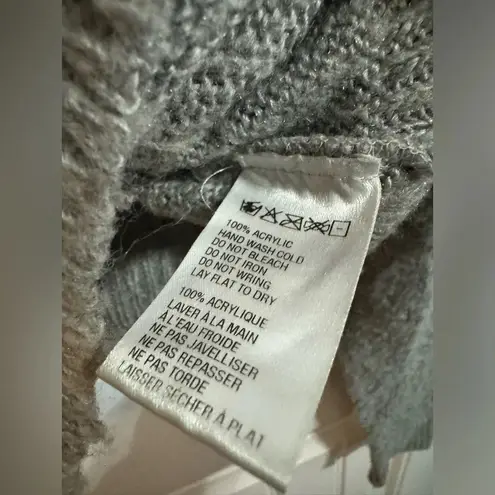 100% ACRYLIC
HAND WASH COLD
DO NOT BLEACH
DO NOT IRON
DO NOT WRING
LAY FLAT TO DRY
100% ACRYLIQUE
LAVER À LA MAIN
À L'EAU FROIDE
NE PAS JAVELLISER
NE PAS REPASSER
NE PAS TORDE
LAISSER SÉCHER À PLAT